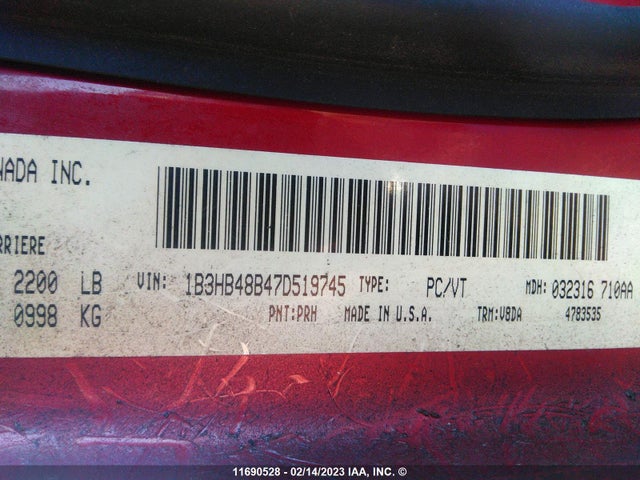 NADA INC.
RRIERE
2200 LB
0998 KG
VIN: 1B3HB48B47D519745 TYPE: PC/VT MDH: 032316 710AA
PNT:PRH MADE IN U.S.A. TRM:V8DA 4783535
11690528 - 02/14/2023 IAA, INC. ©